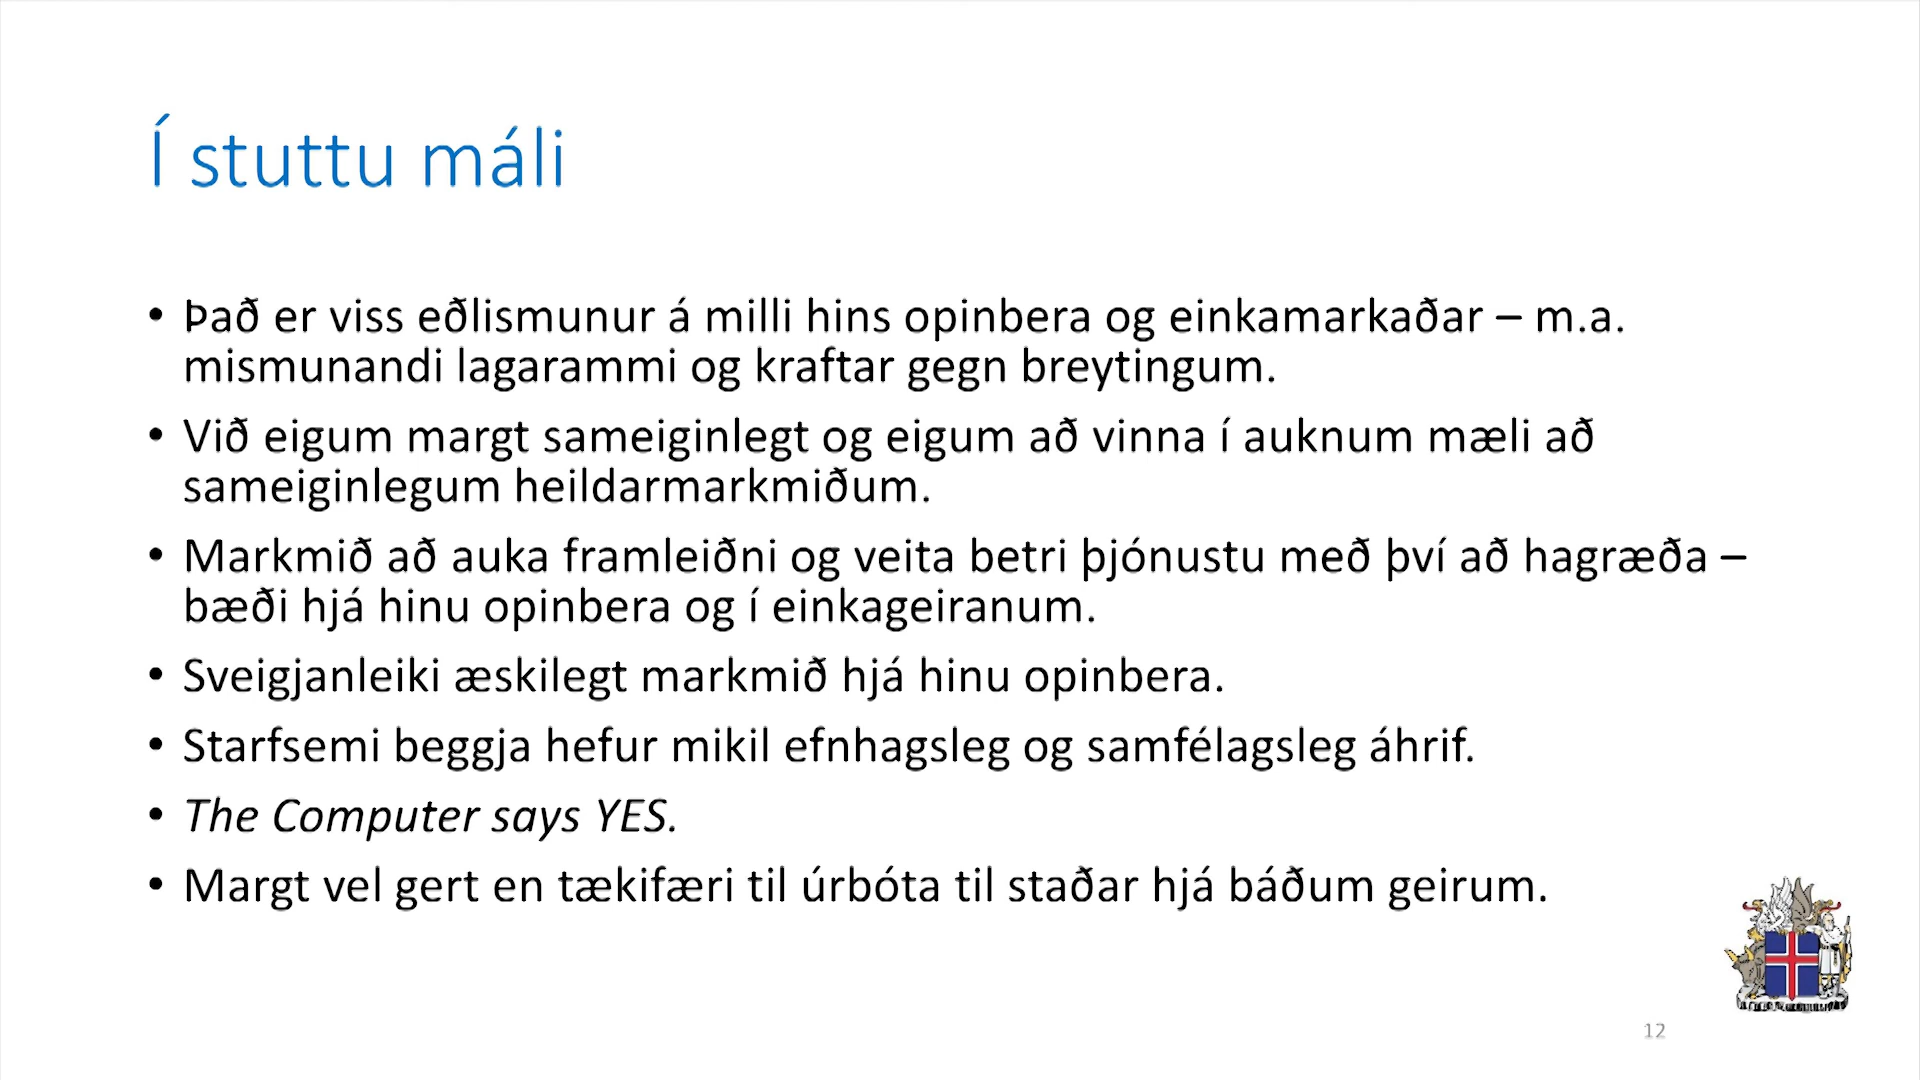 Í stuttu máli
• Það er viss eðlismunur á milli hins opinbera og einkamarkaðar – m.a.
mismunandi lagarammi og kraftar gegn breytingum.
• Við eigum margt sameiginlegt og eigum að vinna í auknum mæli að
sameiginlegum heildarmarkmiðum.
• Markmið að auka framleiðni og veita betri þjónustu með því að hagræða –
bæði hjá hinu opinbera og í einkageiranum.
• Sveigjanleiki æskilegt markmið hjá hinu opinbera.
• Starfsemi beggja hefur mikil efnhagsleg og samfélagsleg áhrif.
• The Computer says YES.
• Margt vel gert en tækifæri til úrbóta til staðar hjá báðum geirum.
12